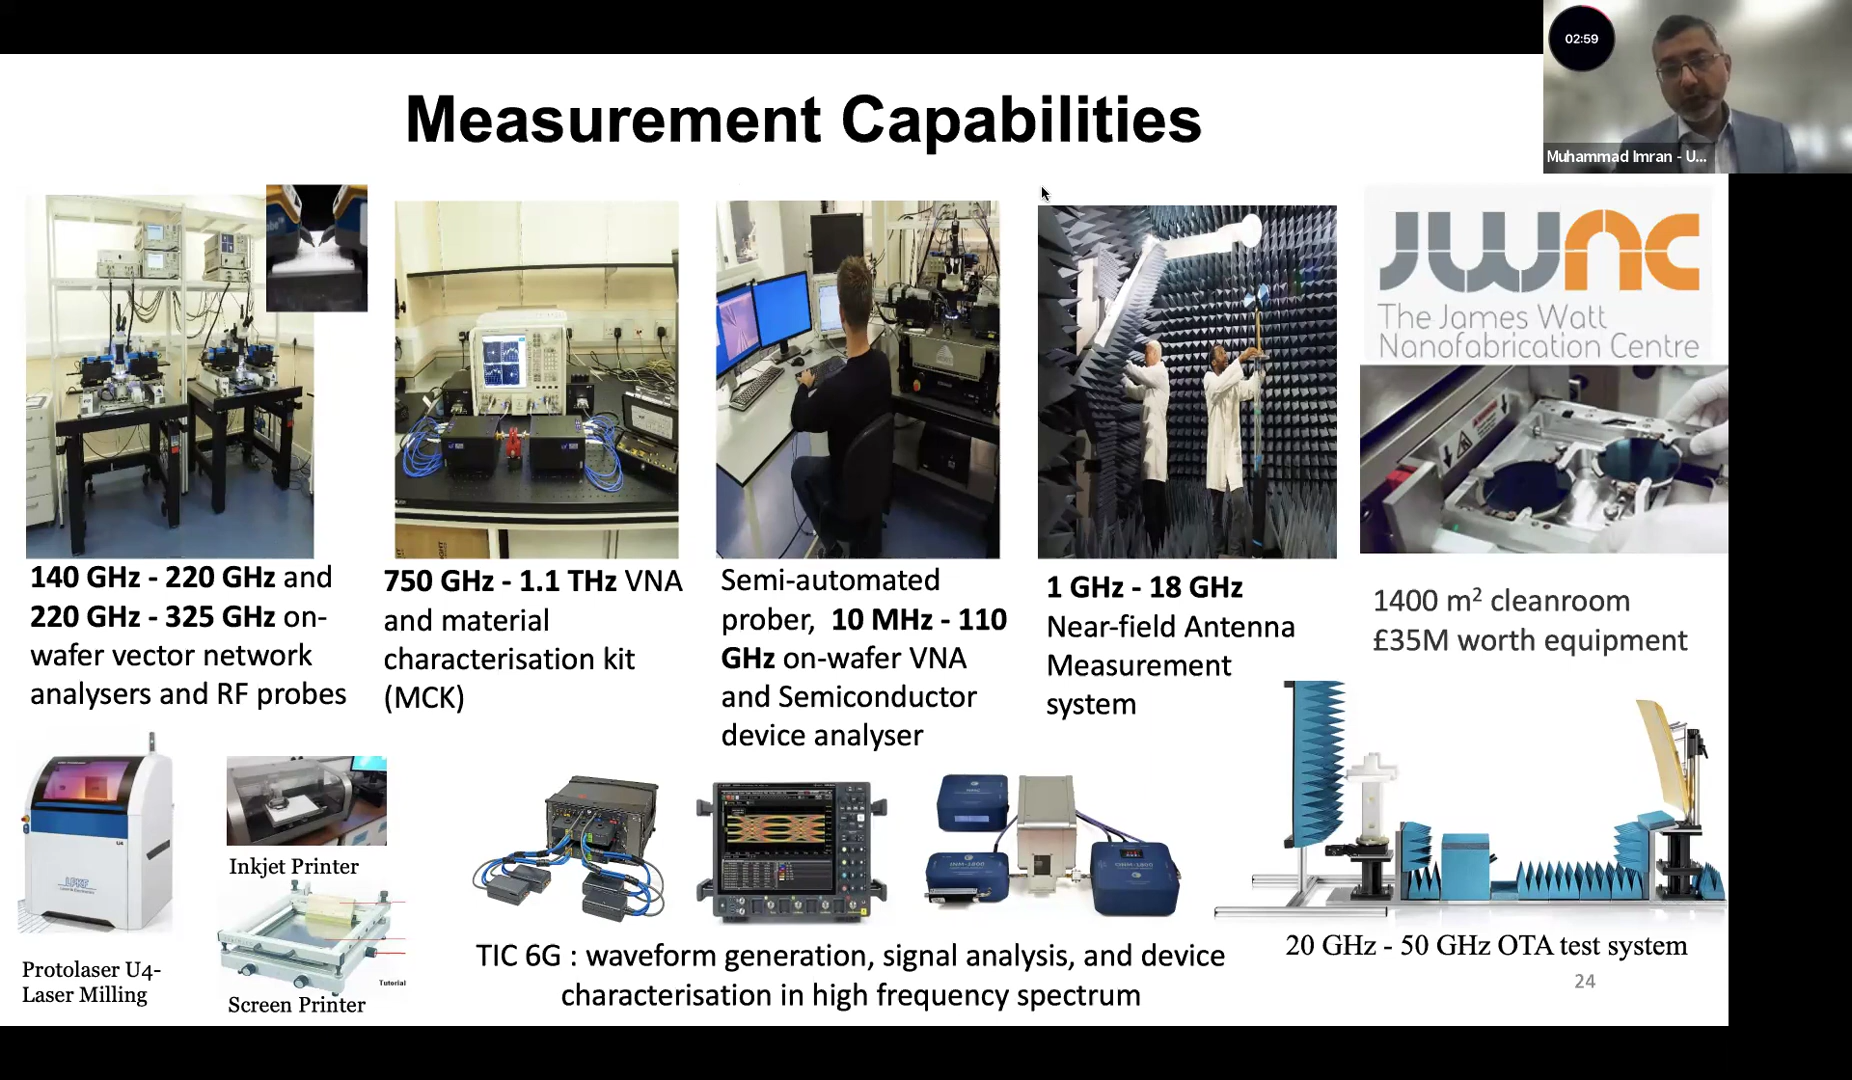 02:59
Muhammad Imran - U...
Measurement Capabilities
JWNC
The James Watt
Nanofabrication Centre
140 GHz - 220 GHz and
220 GHz - 325 GHz on-
wafer vector network
analysers and RF probes
750 GHz - 1.1 THz VNA
and material
characterisation kit
(MCK)
Semi-automated
prober, 10 MHz - 110
GHz on-wafer VNA
and Semiconductor
device analyser
1 GHz - 18 GHz
Near-field Antenna
Measurement
system
1400 m² cleanroom
£35M worth equipment
Protolaser U4-
Laser Milling
Inkjet Printer
Tutorial
Screen Printer
TIC 6G : waveform generation, signal analysis, and device
characterisation in high frequency spectrum
20 GHz - 50 GHz OTA test system
24